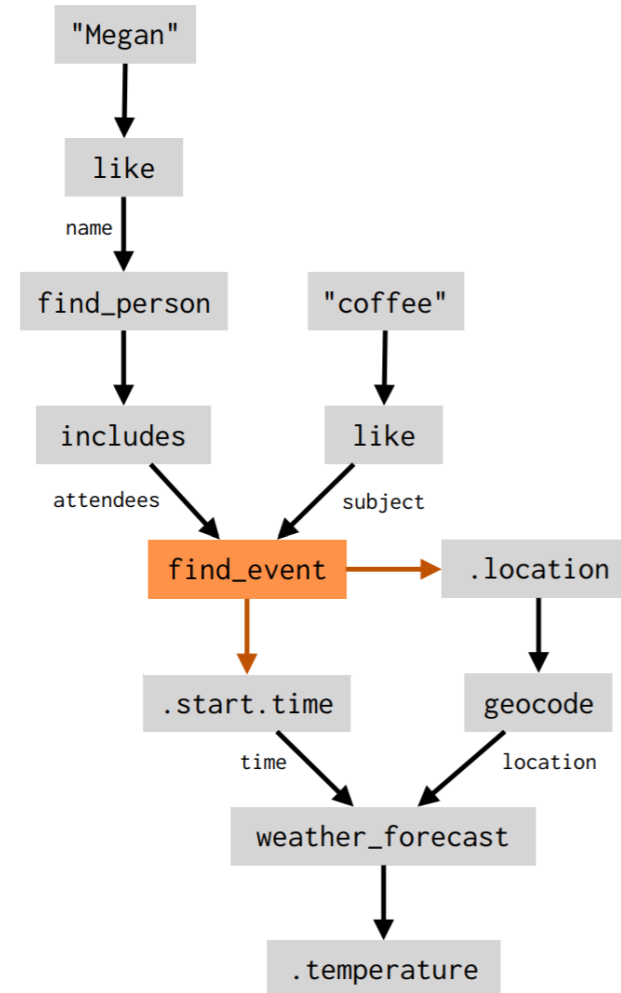 "Megan"
like
name
find_person
"coffee"
includes
like
attendees
subject
find_event
.location
.start.time
geocode
time
location
weather_forecast
.temperature